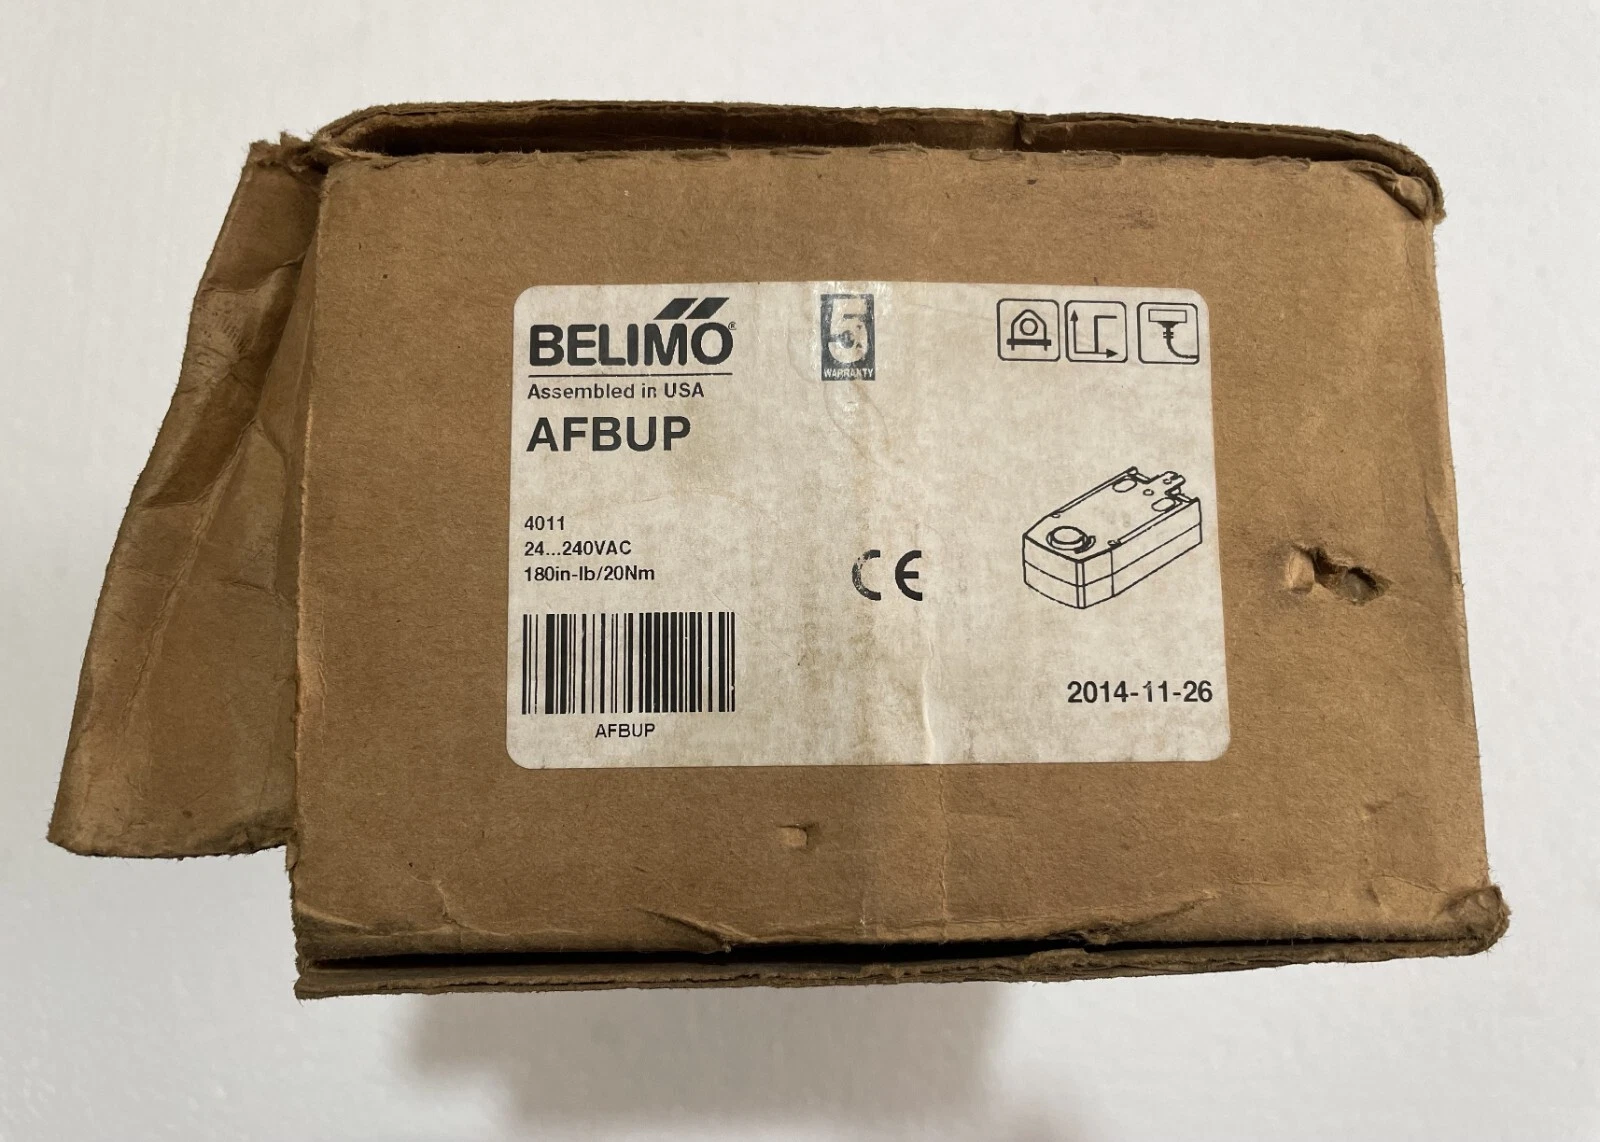 BELIMO®
Assembled in USA
AFBUP
5
WARRANTY
4011
24...240VAC
180in-lb/20Nm
CE
AFBUP
2014-11-26